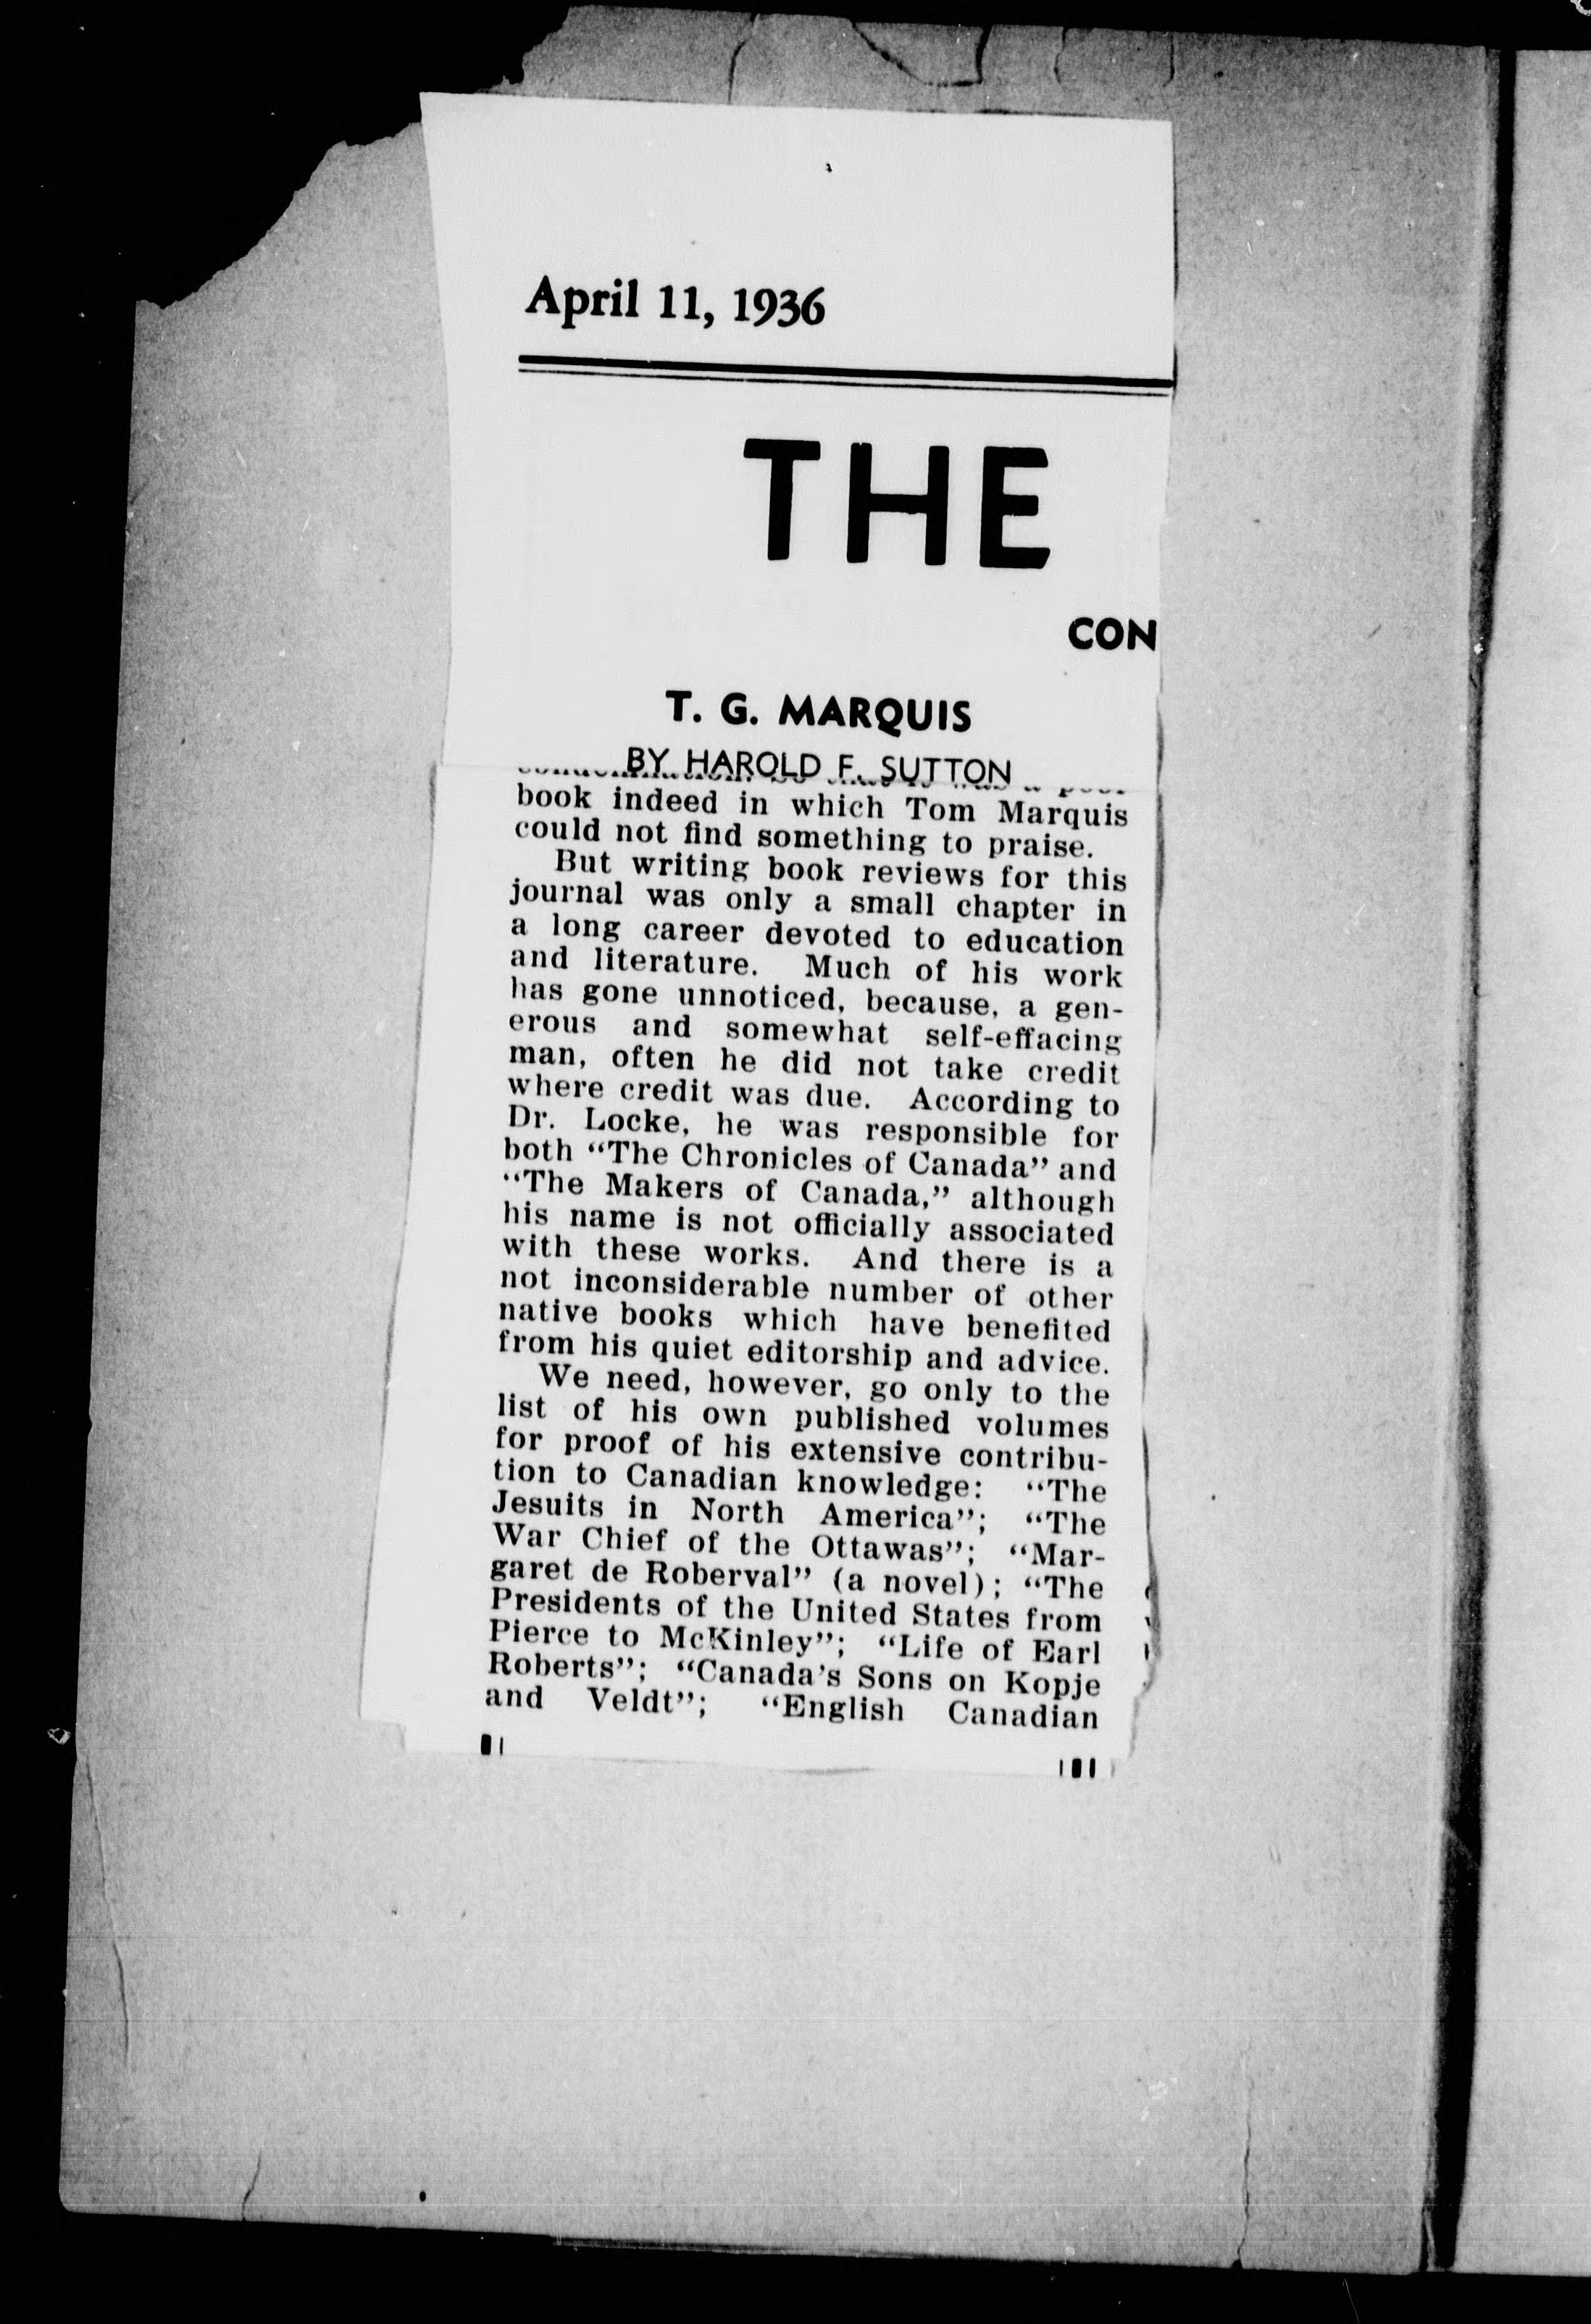 April 11, 1936
THE
CON
T. G. MARQUIS
BY HAROLD F. SUTTON
book indeed in which Tom Marquis
could not find something to praise.
But writing book reviews for this
journal was only a small chapter in
a long career devoted to education
and literature. Much of his work
has gone unnoticed, because, a gen-
erous and somewhat self-effacing
man, often he did not take credit
where credit was due. According to
Dr. Locke, he was responsible for
both “The Chronicles of Canada” and
“The Makers of Canada,” although
his name is not officially associated
with these works. And there is a
not inconsiderable number of other
native books which have benefited
from his quiet editorship and advice.
We need, however, go only to the
list of his own published volumes
for proof of his extensive contribu-
tion to Canadian knowledge: “The
Jesuits in North America”; “The
War Chief of the Ottawas”; “Mar-
garet de Roberval” (a novel); “The
Presidents of the United States from
Pierce to McKinley”; “Life of Earl
Roberts”; “Canada’s Sons on Kopje
and Veldt”; “English Canadian